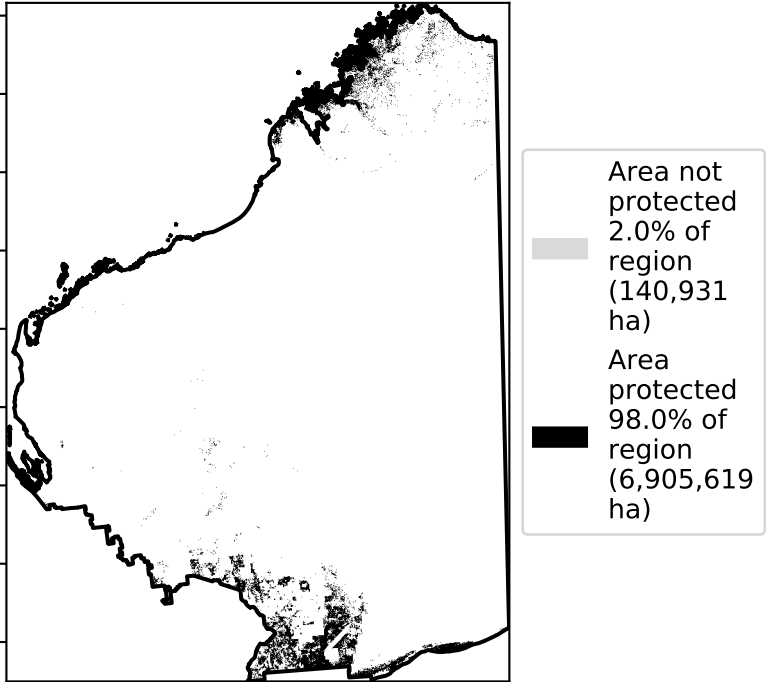 Area not
protected
2.0% of
region
(140,931
ha)
Area
protected
98.0% of
region
(6,905,619
ha)